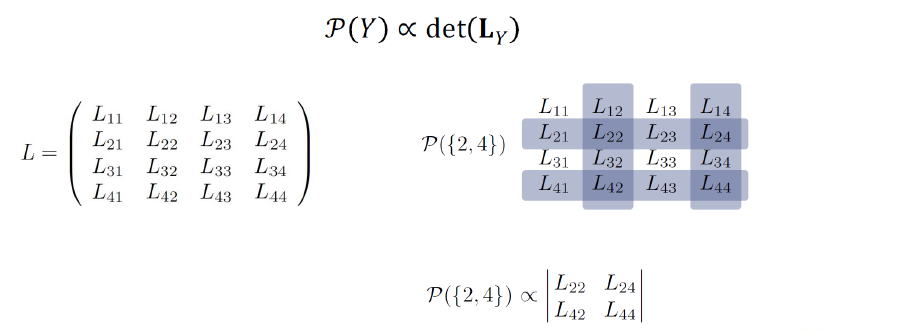 𝒫(Y) ∝ det(𝐋_Y)
L = ( L₁₁ L₁₂ L₁₃ L₁₄
L₂₁ L₂₂ L₂₃ L₂₄
L₃₁ L₃₂ L₃₃ L₃₄
L₄₁ L₄₂ L₄₃ L₄₄ )
𝒫({2, 4})
L₁₁ L₁₂ L₁₃ L₁₄
L₂₁ L₂₂ L₂₃ L₂₄
L₃₁ L₃₂ L₃₃ L₃₄
L₄₁ L₄₂ L₄₃ L₄₄
𝒫({2, 4}) ∝ | L₂₂ L₂₄
L₄₂ L₄₄ |